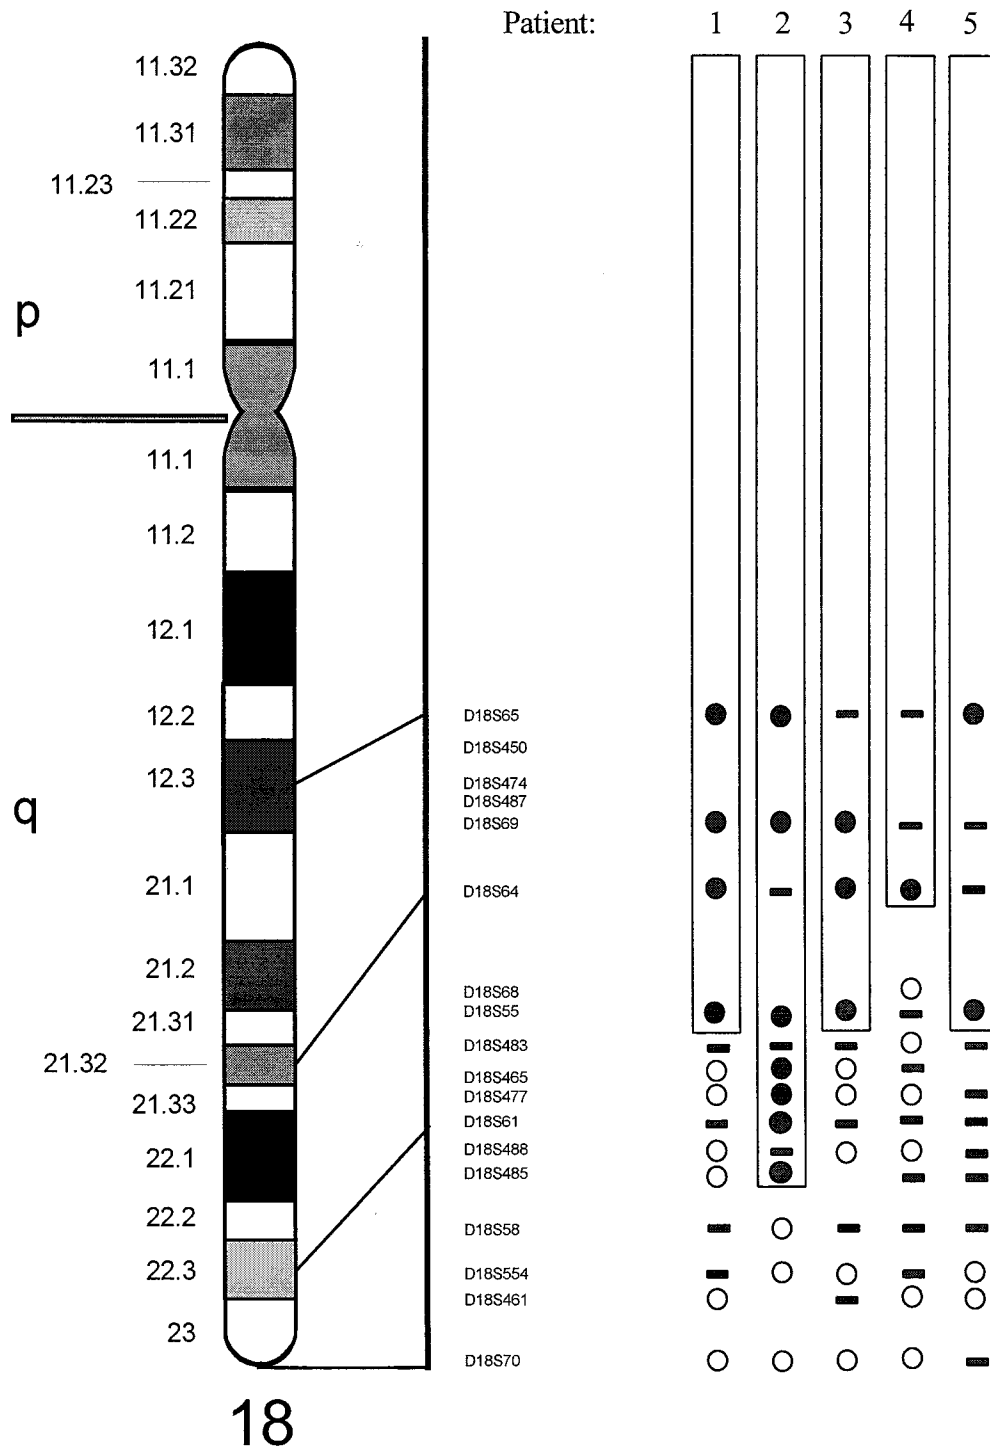 Patient: 1 2 3 4 5
11.32
11.31
11.23
11.22
11.21
p
11.1
11.1
11.2
12.1
12.2
12.3
q
21.1
21.2
21.31
21.32
21.33
22.1
22.2
22.3
23
18
D18S65
D18S450
D18S474
D18S487
D18S69
D18S64
D18S68
D18S55
D18S483
D18S465
D18S477
D18S61
D18S488
D18S485
D18S58
D18S554
D18S461
D18S70